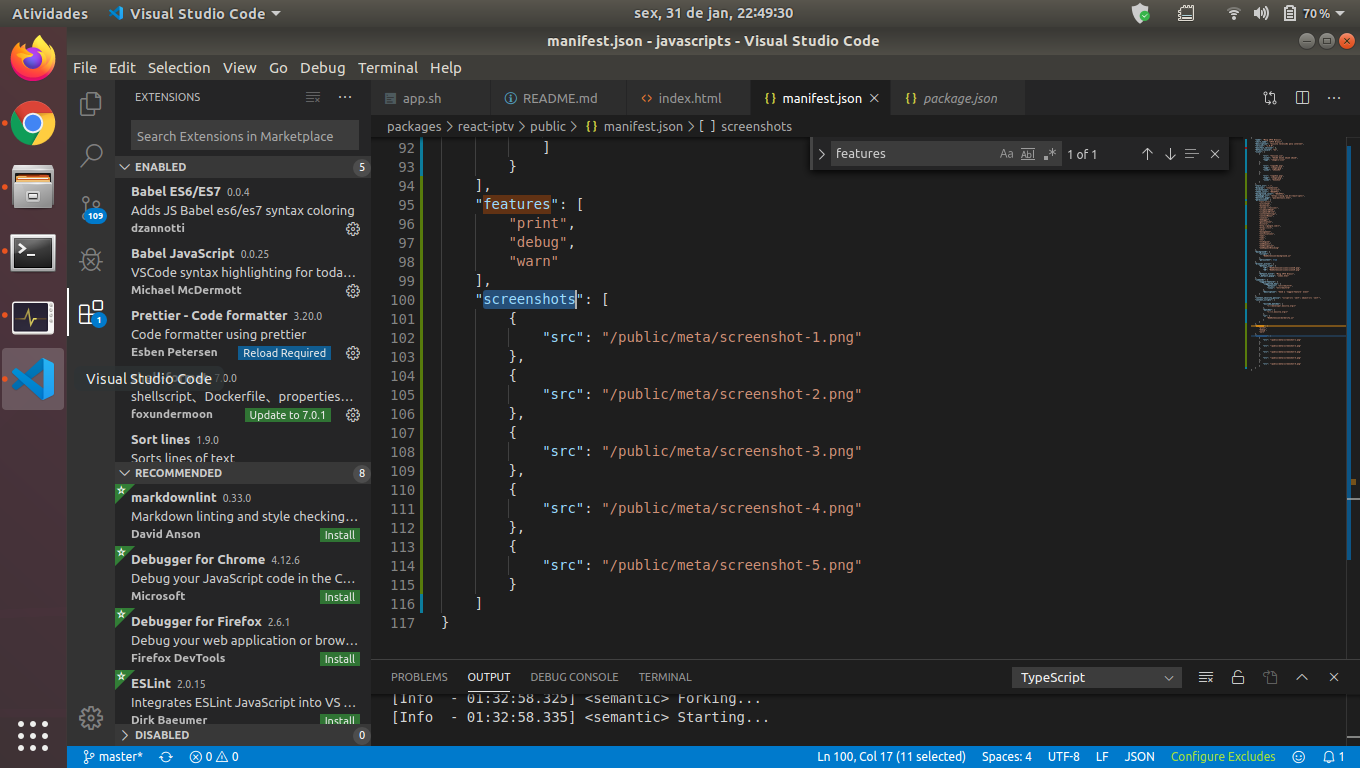 Atividades
Visual Studio Code
sex, 31 de jan, 22:49:30
70 %
manifest.json - javascripts - Visual Studio Code
File Edit Selection View Go Debug Terminal Help
EXTENSIONS
Search Extensions in Marketplace
ENABLED 5
Babel ES6/ES7 0.0.4
Adds JS Babel es6/es7 syntax coloring
dzannotti
Babel JavaScript 0.0.25
VSCode syntax highlighting for toda...
Michael McDermott
Prettier - Code formatter 3.20.0
Code formatter using prettier
Esben Petersen Reload Required
Visual Studio Code
7.0.0
shellscript、Dockerfile、properties...
foxundermoon Update to 7.0.1
Sort lines 1.9.0
Sorts lines of text
RECOMMENDED 8
markdownlint 0.33.0
Markdown linting and style checking...
David Anson Install
Debugger for Chrome 4.12.6
Debug your JavaScript code in the C...
Microsoft Install
Debugger for Firefox 2.6.1
Debug your web application or brow...
Firefox DevTools Install
ESLint 2.0.15
Integrates ESLint JavaScript into VS ...
Dirk Baeumer Install
DISABLED 0
109
1
app.sh README.md index.html {} manifest.json {} package.json
packages > react-iptv > public > {} manifest.json > [ ] screenshots
features Aa Abl .* 1 of 1
92 ]
93 }
94 ],
95 "features": [
96 "print",
97 "debug",
98 "warn"
99 ],
100 "screenshots": [
101 {
102 "src": "/public/meta/screenshot-1.png"
103 },
104 {
105 "src": "/public/meta/screenshot-2.png"
106 },
107 {
108 "src": "/public/meta/screenshot-3.png"
109 },
110 {
111 "src": "/public/meta/screenshot-4.png"
112 },
113 {
114 "src": "/public/meta/screenshot-5.png"
115 }
116 ]
117 }
PROBLEMS OUTPUT DEBUG CONSOLE TERMINAL
TypeScript
[Info - 01:32:58.325] <semantic> Forking...
[Info - 01:32:58.335] <semantic> Starting...
master* 0 0
Ln 100, Col 17 (11 selected) Spaces: 4 UTF-8 LF JSON Configure Excludes 1